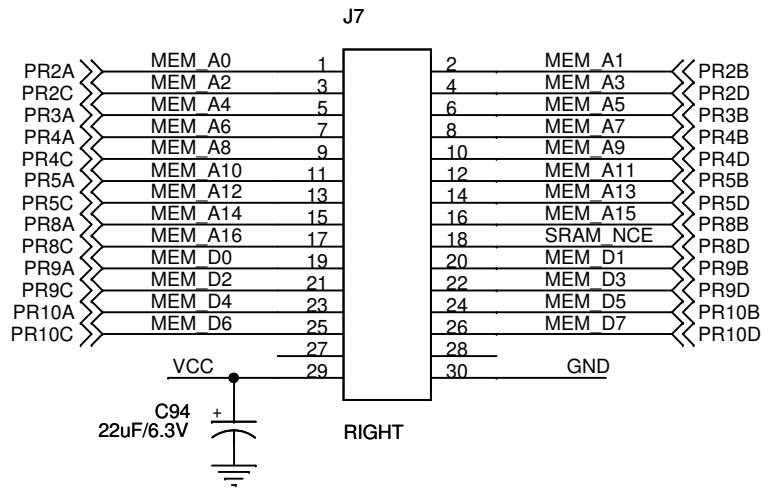 J7
PR2A MEM_A0 1 2 MEM_A1 PR2B
PR2C MEM_A2 3 4 MEM_A3 PR2D
PR3A MEM_A4 5 6 MEM_A5 PR3B
PR4A MEM_A6 7 8 MEM_A7 PR4B
PR4C MEM_A8 9 10 MEM_A9 PR4D
PR5A MEM_A10 11 12 MEM_A11 PR5B
PR5C MEM_A12 13 14 MEM_A13 PR5D
PR8A MEM_A14 15 16 MEM_A15 PR8B
PR8C MEM_A16 17 18 SRAM_NCE PR8D
PR9A MEM_D0 19 20 MEM_D1 PR9B
PR9C MEM_D2 21 22 MEM_D3 PR9D
PR10A MEM_D4 23 24 MEM_D5 PR10B
PR10C MEM_D6 25 26 MEM_D7 PR10D
27 28
VCC 29 30 GND
C94 +
22uF/6.3V
RIGHT